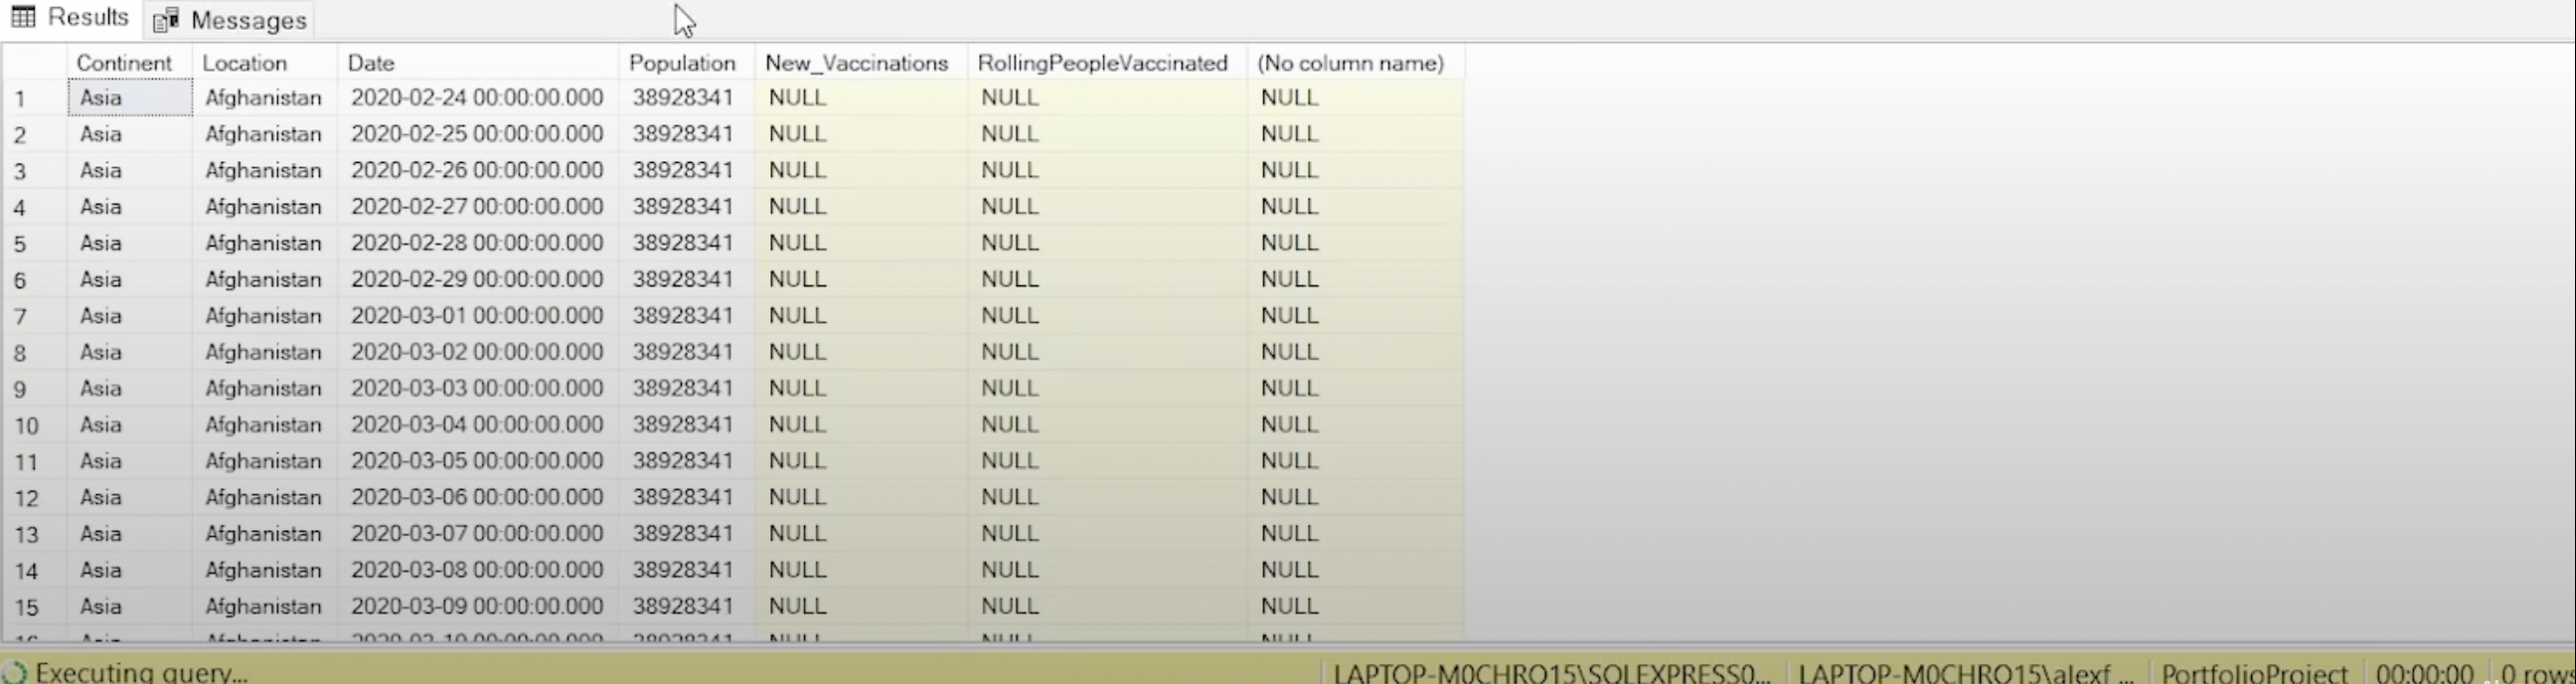 Results Messages
Continent Location Date Population New_Vaccinations RollingPeopleVaccinated (No column name)
1 Asia Afghanistan 2020-02-24 00:00:00.000 38928341 NULL NULL NULL
2 Asia Afghanistan 2020-02-25 00:00:00.000 38928341 NULL NULL NULL
3 Asia Afghanistan 2020-02-26 00:00:00.000 38928341 NULL NULL NULL
4 Asia Afghanistan 2020-02-27 00:00:00.000 38928341 NULL NULL NULL
5 Asia Afghanistan 2020-02-28 00:00:00.000 38928341 NULL NULL NULL
6 Asia Afghanistan 2020-02-29 00:00:00.000 38928341 NULL NULL NULL
7 Asia Afghanistan 2020-03-01 00:00:00.000 38928341 NULL NULL NULL
8 Asia Afghanistan 2020-03-02 00:00:00.000 38928341 NULL NULL NULL
9 Asia Afghanistan 2020-03-03 00:00:00.000 38928341 NULL NULL NULL
10 Asia Afghanistan 2020-03-04 00:00:00.000 38928341 NULL NULL NULL
11 Asia Afghanistan 2020-03-05 00:00:00.000 38928341 NULL NULL NULL
12 Asia Afghanistan 2020-03-06 00:00:00.000 38928341 NULL NULL NULL
13 Asia Afghanistan 2020-03-07 00:00:00.000 38928341 NULL NULL NULL
14 Asia Afghanistan 2020-03-08 00:00:00.000 38928341 NULL NULL NULL
15 Asia Afghanistan 2020-03-09 00:00:00.000 38928341 NULL NULL NULL
Executing query... LAPTOP-M0CHRO15\SQLEXPRESS0... LAPTOP-M0CHRO15\alexf ... PortfolioProject 00:00:00 0 rows